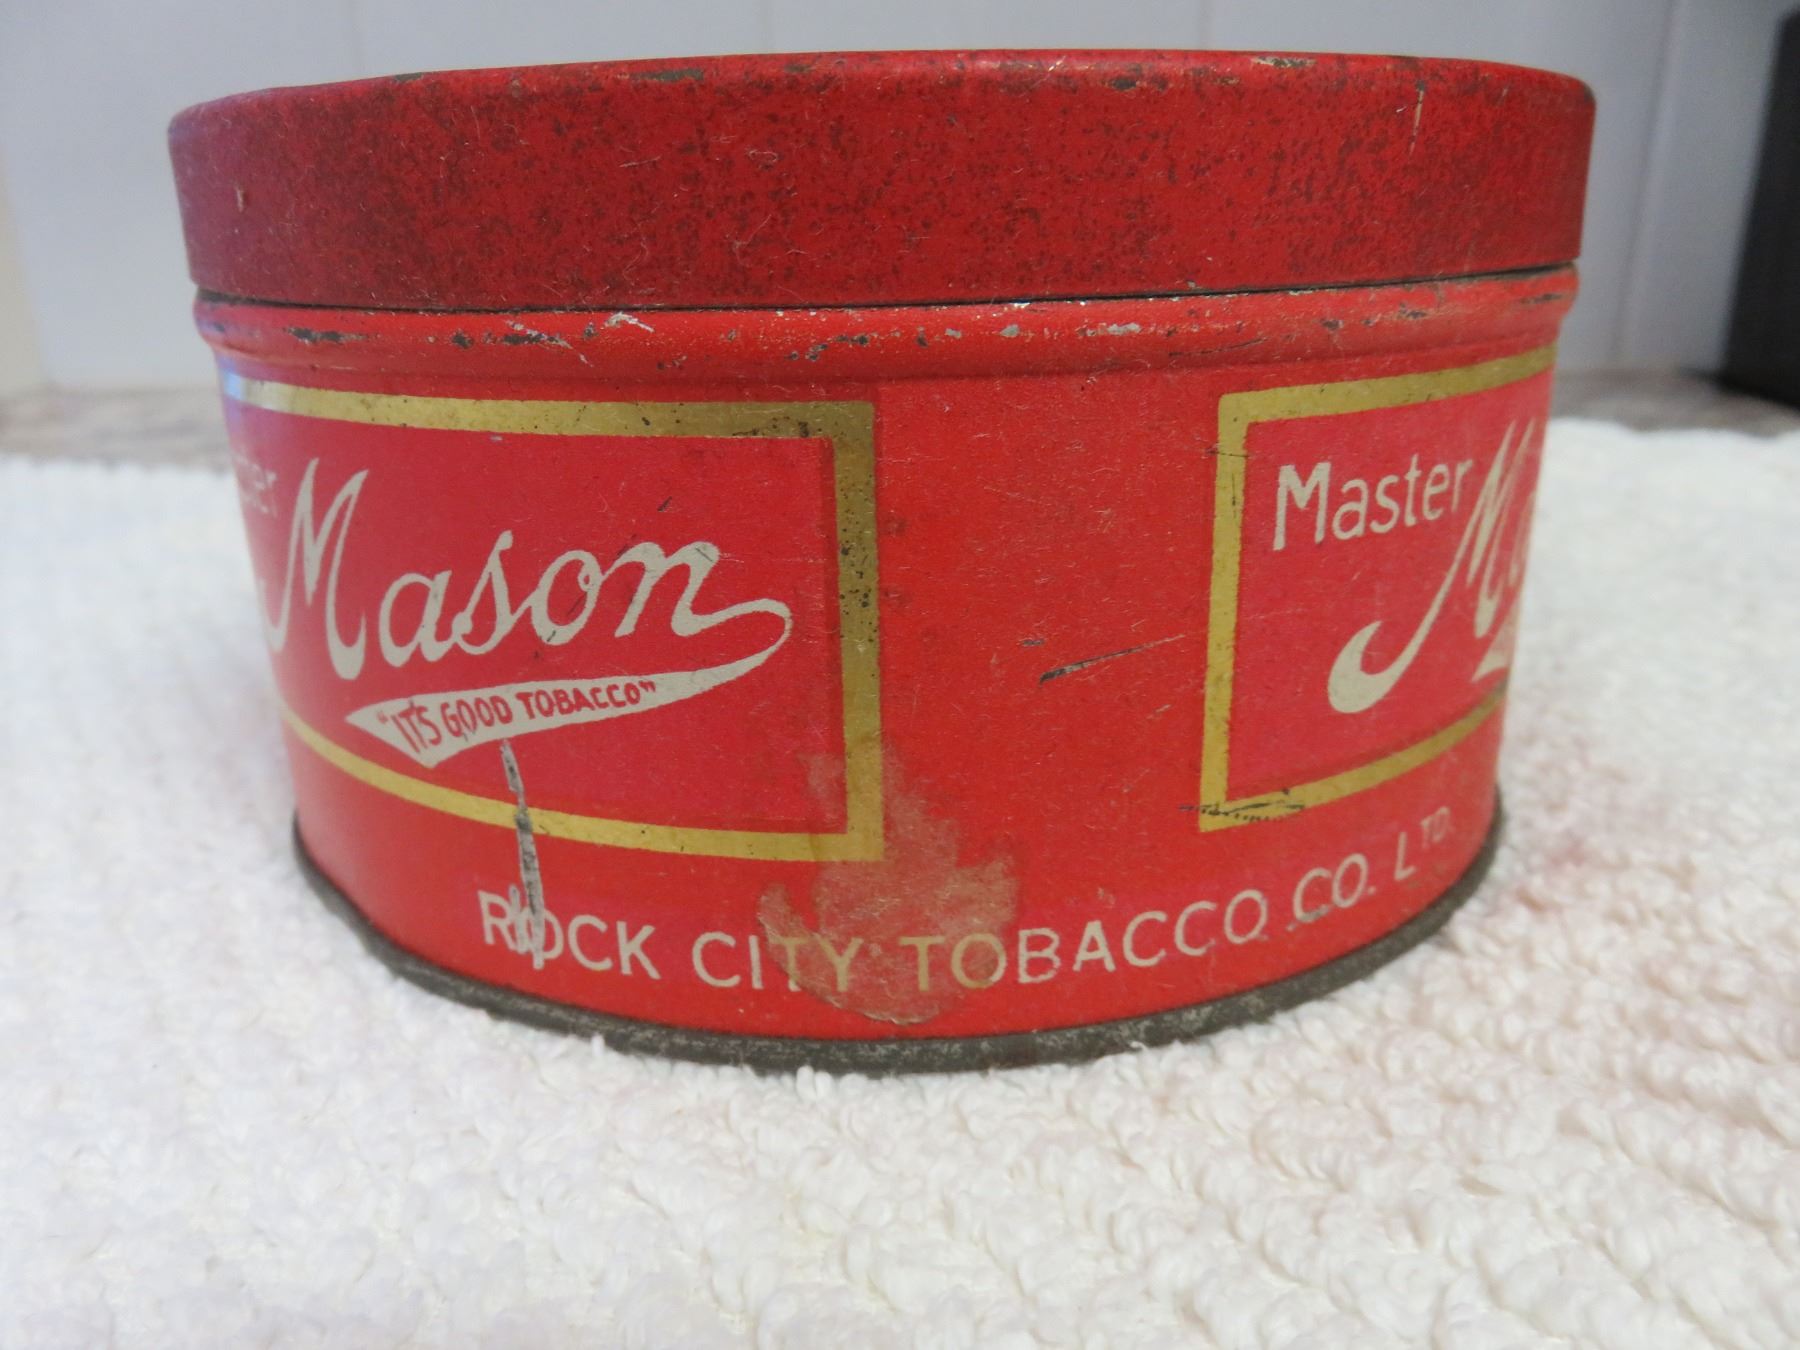 Mason
"IT'S GOOD TOBACCO"
Master
ROCK CITY TOBACCO CO. LTD.